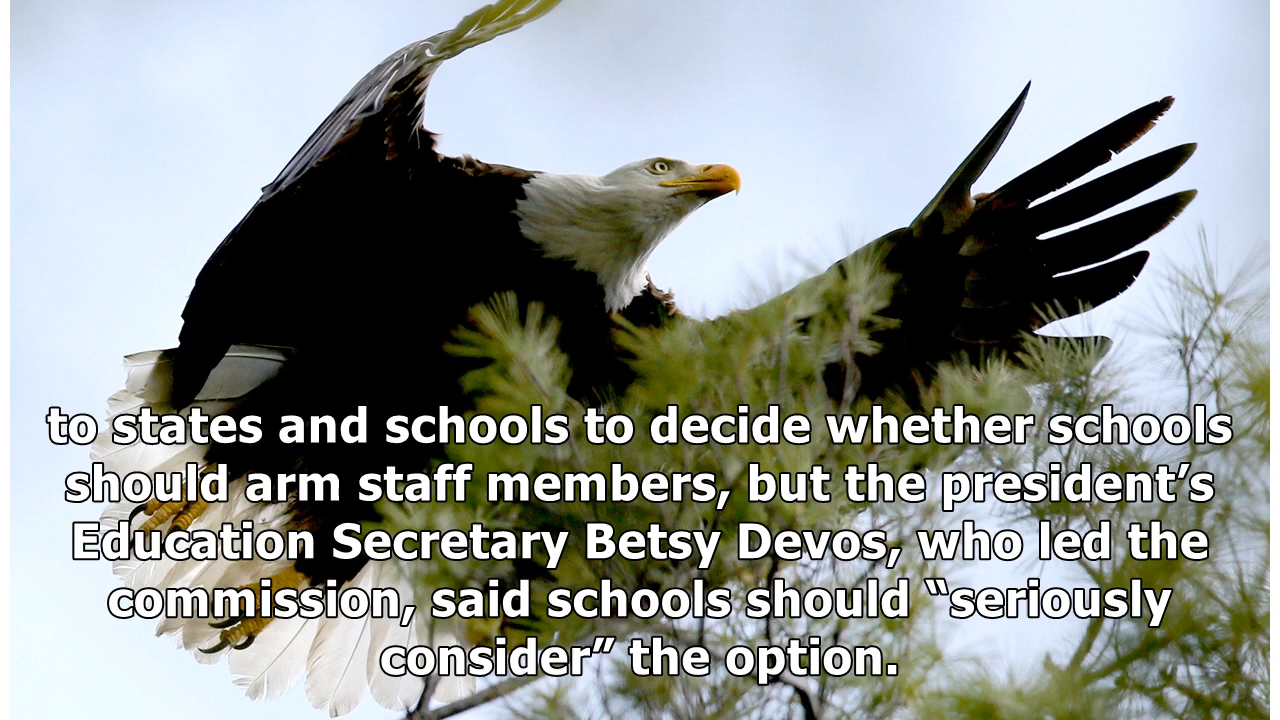 to states and schools to decide whether schools
should arm staff members, but the president’s
Education Secretary Betsy Devos, who led the
commission, said schools should “seriously
consider” the option.